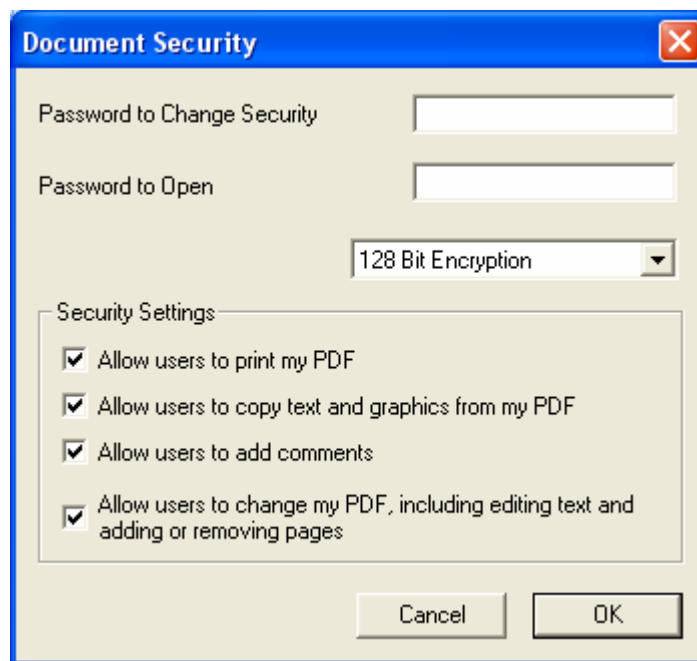 Document Security
Password to Change Security
Password to Open
128 Bit Encryption
Security Settings
Allow users to print my PDF
Allow users to copy text and graphics from my PDF
Allow users to add comments
Allow users to change my PDF, including editing text and
adding or removing pages
Cancel OK